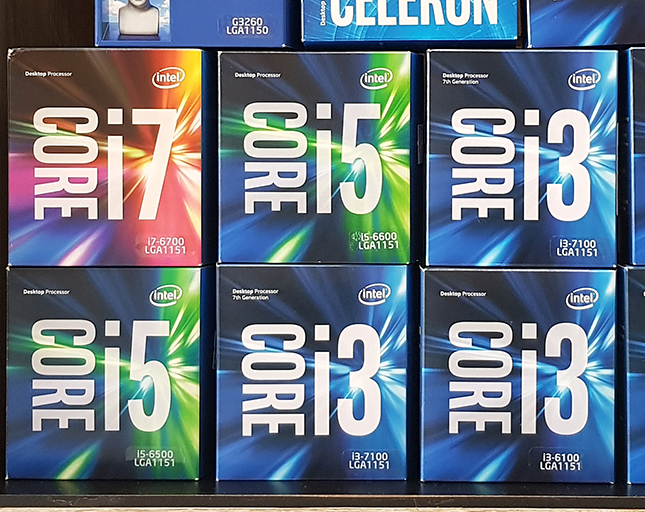 G3260
LGA1150
Desktop
CELERON
Desktop Processor
intel
CORE i7
i7-6700
LGA1151
Desktop Processor
intel
CORE i5
i5-6600
LGA1151
Desktop Processor
7th Generation
intel
CORE i3
i3-7100
LGA1151
Desktop Processor
intel
CORE i5
i5-6500
LGA1151
Desktop Processor
7th Generation
intel
CORE i3
i3-7100
LGA1151
Desktop Processor
intel
CORE i3
i3-6100
LGA1151